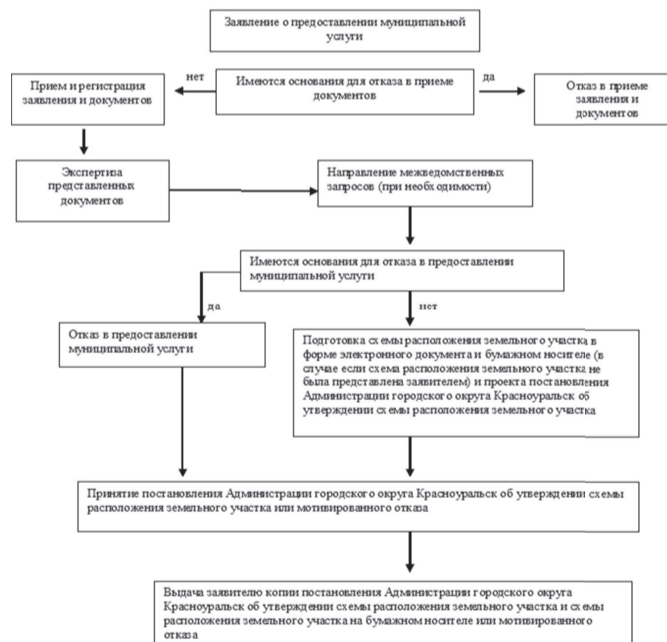 Заявление о предоставлении муниципальной
услуги
нет
да
Прием и регистрация
заявления и документов
Имеются основания для отказа в приеме
документов
Отказ в приеме
заявления и
документов
Экспертиза
представленных
документов
Направление межведомственных
запросов (при необходимости)
Имеются основания для отказа в предоставлении
муниципальной услуги
да
нет
Отказ в предоставлении
муниципальной услуги
Подготовка схемы расположения земельного участка в
форме электронного документа и бумажном носителе (в
случае если схема расположения земельного участка не
была представлена заявителем) и проекта постановления
Администрации городского округа Красноуральск об
утверждении схемы расположения земельного участка
Принятие постановления Администрации городского округа Красноуральск об утверждении схемы
расположения земельного участка или мотивированного отказа
Выдача заявителю копии постановления Администрации городского округа
Красноуральск об утверждении схемы расположения земельного участка и схемы
расположения земельного участка на бумажном носителе или мотивированного
отказа